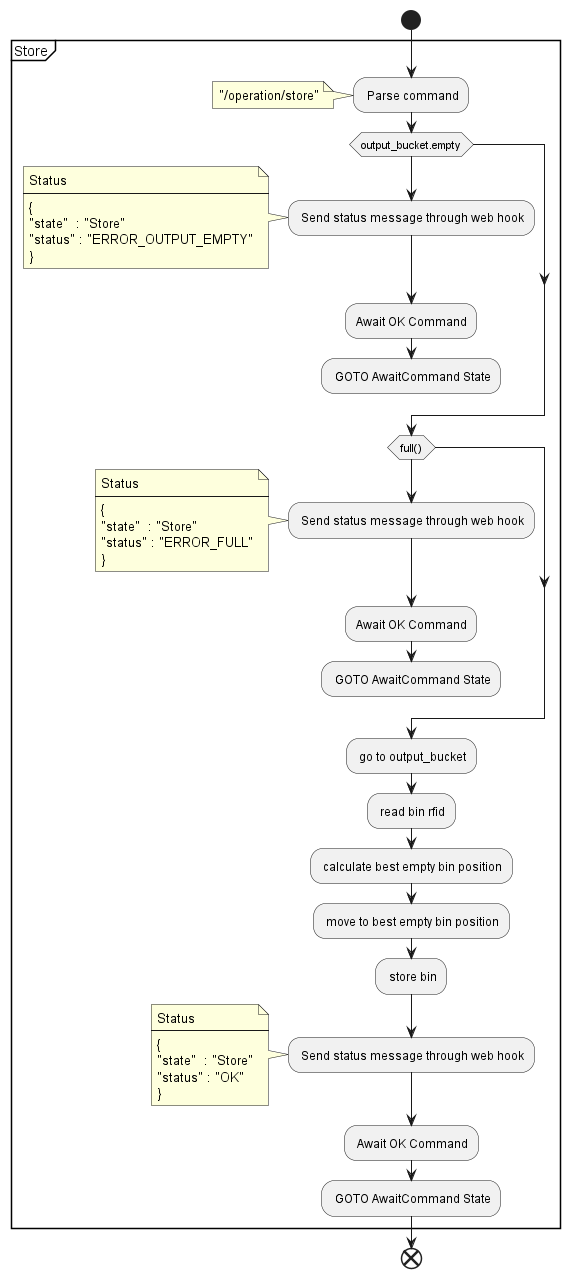 Store
"/operation/store"
Parse command
output_bucket.empty
Status
{
"state"  : "Store"
"status" : "ERROR_OUTPUT_EMPTY"
}
Send status message through web hook
Await OK Command
GOTO AwaitCommand State
full()
Status
{
"state"  : "Store"
"status" : "ERROR_FULL"
}
Send status message through web hook
Await OK Command
GOTO AwaitCommand State
go to output_bucket
read bin rfid
calculate best empty bin position
move to best empty bin position
store bin
Status
{
"state"  : "Store"
"status" : "OK"
}
Send status message through web hook
Await OK Command
GOTO AwaitCommand State